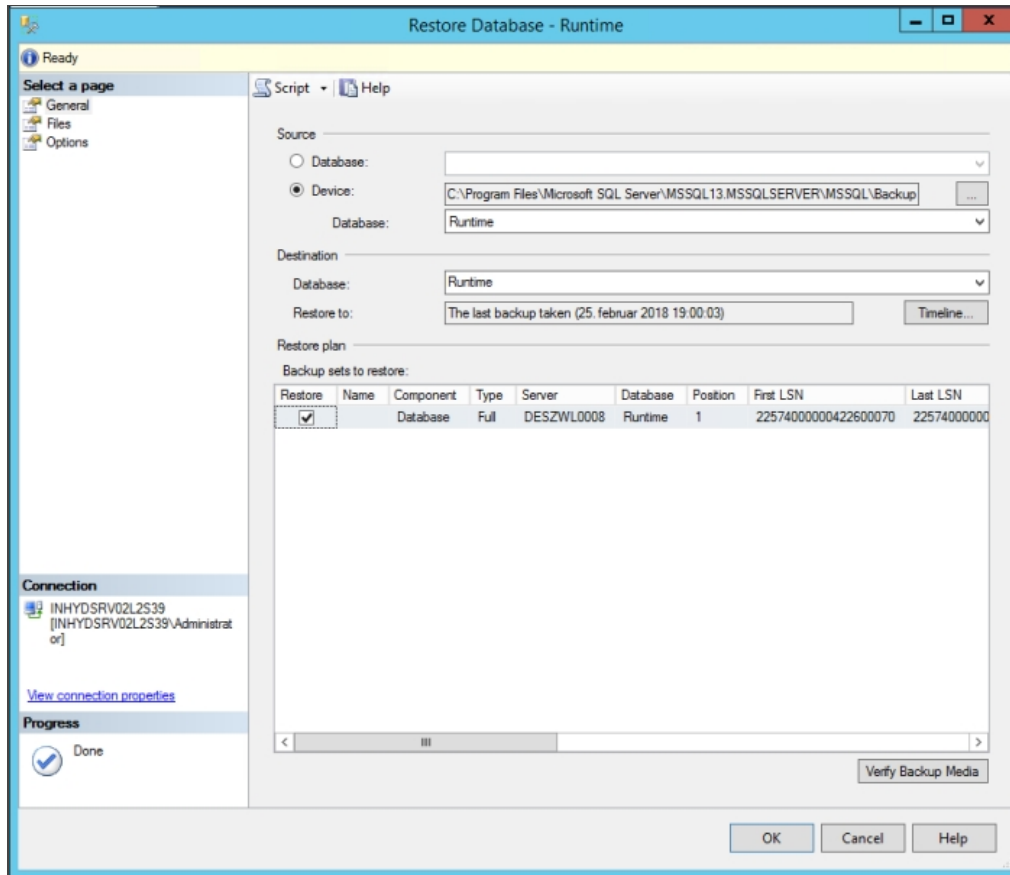 Restore Database - Runtime
Ready
Select a page
General
Files
Options
Script
Help
Source
Database:
Device:
C:\Program Files\Microsoft SQL Server\MSSQL13.MSSQLSERVER\MSSQL\Backup
...
Database:
Runtime
Destination
Database:
Runtime
Restore to:
The last backup taken (25. februar 2018 19:00:03)
Timeline...
Restore plan
Backup sets to restore:
Restore Name Component Type Server Database Position First LSN Last LSN
Database Full DESZWL0008 Runtime 1 22574000000422600070 22574000000
Connection
INHYDSRV02L2S39
[INHYDSRV02L2S39\Administrat
or]
View connection properties
Progress
Done
Verify Backup Media
OK Cancel Help